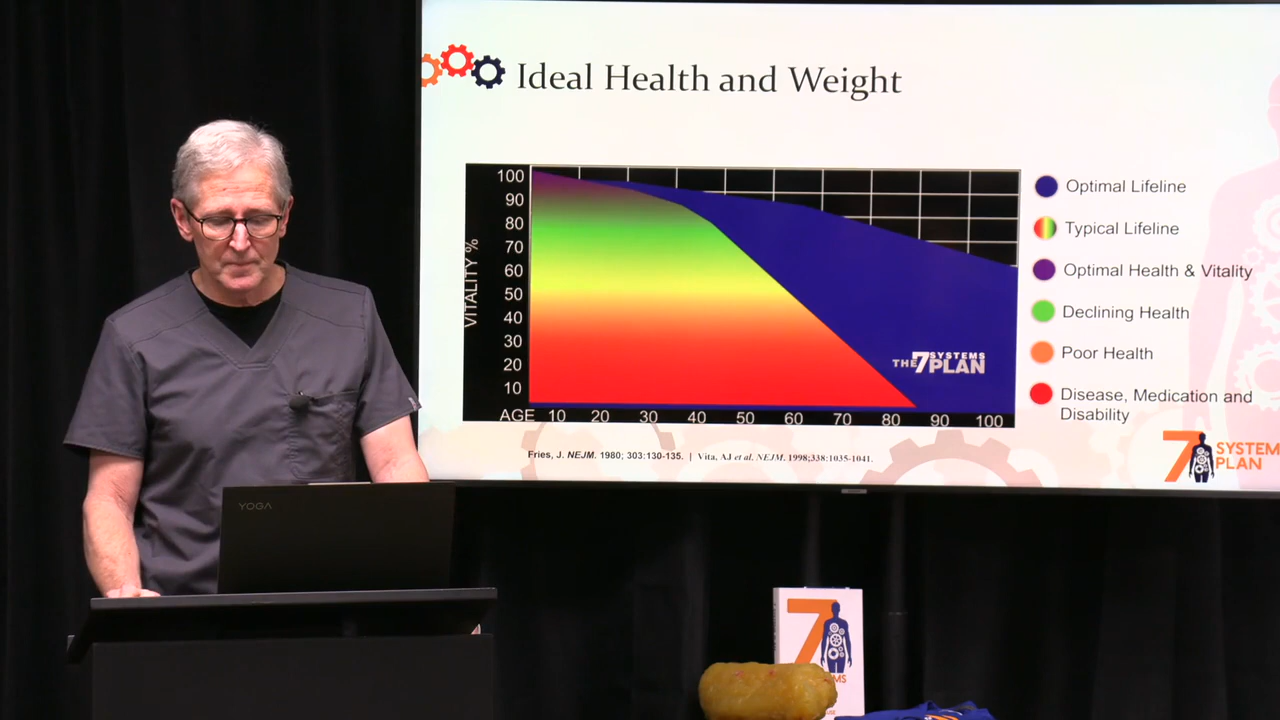 Ideal Health and Weight
100
90
80
70
60
50
40
30
20
10
VITALITY %
AGE 10 20 30 40 50 60 70 80 90 100
THE 7 SYSTEMS PLAN
Optimal Lifeline
Typical Lifeline
Optimal Health & Vitality
Declining Health
Poor Health
Disease, Medication and
Disability
Fries, J. NEJM. 1980; 303:130-135. | Vita, AJ et al. NEJM. 1998;338:1035-1041.
7 SYSTEM
PLAN
YOGA
7
MS